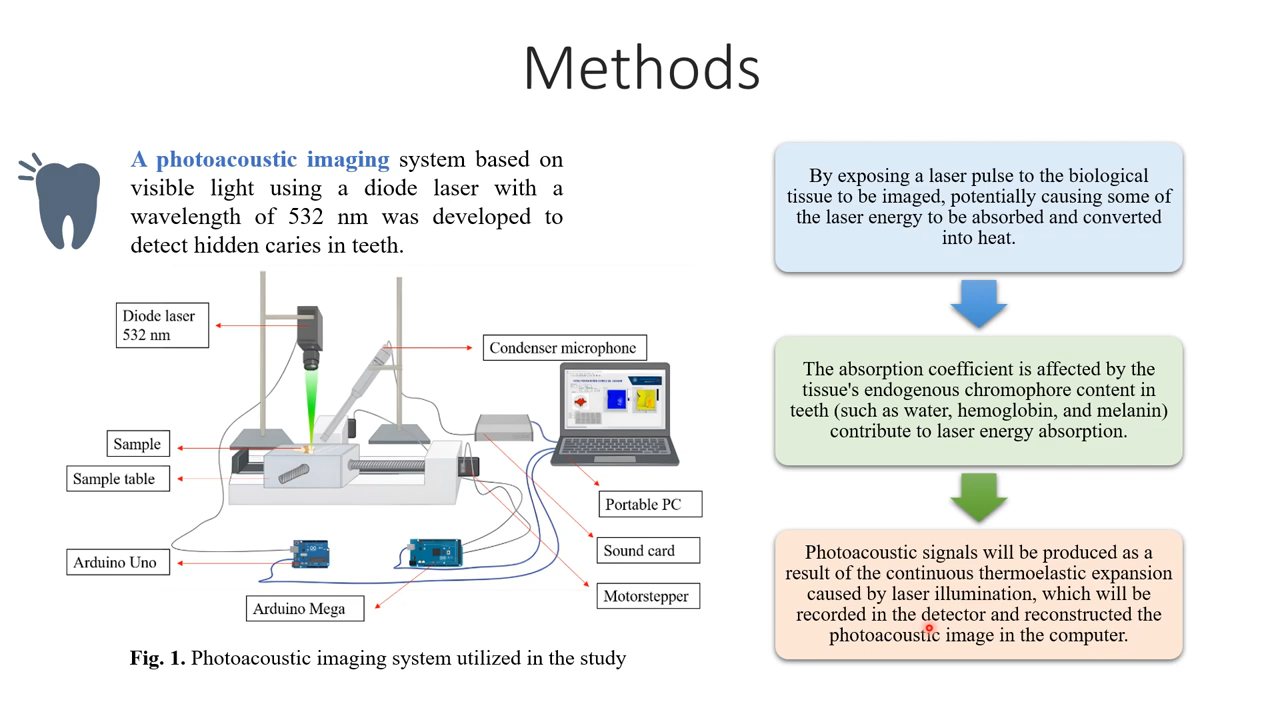 Methods
A photoacoustic imaging system based on
visible light using a diode laser with a
wavelength of 532 nm was developed to
detect hidden caries in teeth.
Diode laser
532 nm
Condenser microphone
Sample
Sample table
Portable PC
Sound card
Arduino Uno
Motorstepper
Arduino Mega
Fig. 1. Photoacoustic imaging system utilized in the study
By exposing a laser pulse to the biological
tissue to be imaged, potentially causing some of
the laser energy to be absorbed and converted
into heat.
The absorption coefficient is affected by the
tissue's endogenous chromophore content in
teeth (such as water, hemoglobin, and melanin)
contribute to laser energy absorption.
Photoacoustic signals will be produced as a
result of the continuous thermoelastic expansion
caused by laser illumination, which will be
recorded in the detector and reconstructed the
photoacoustic image in the computer.